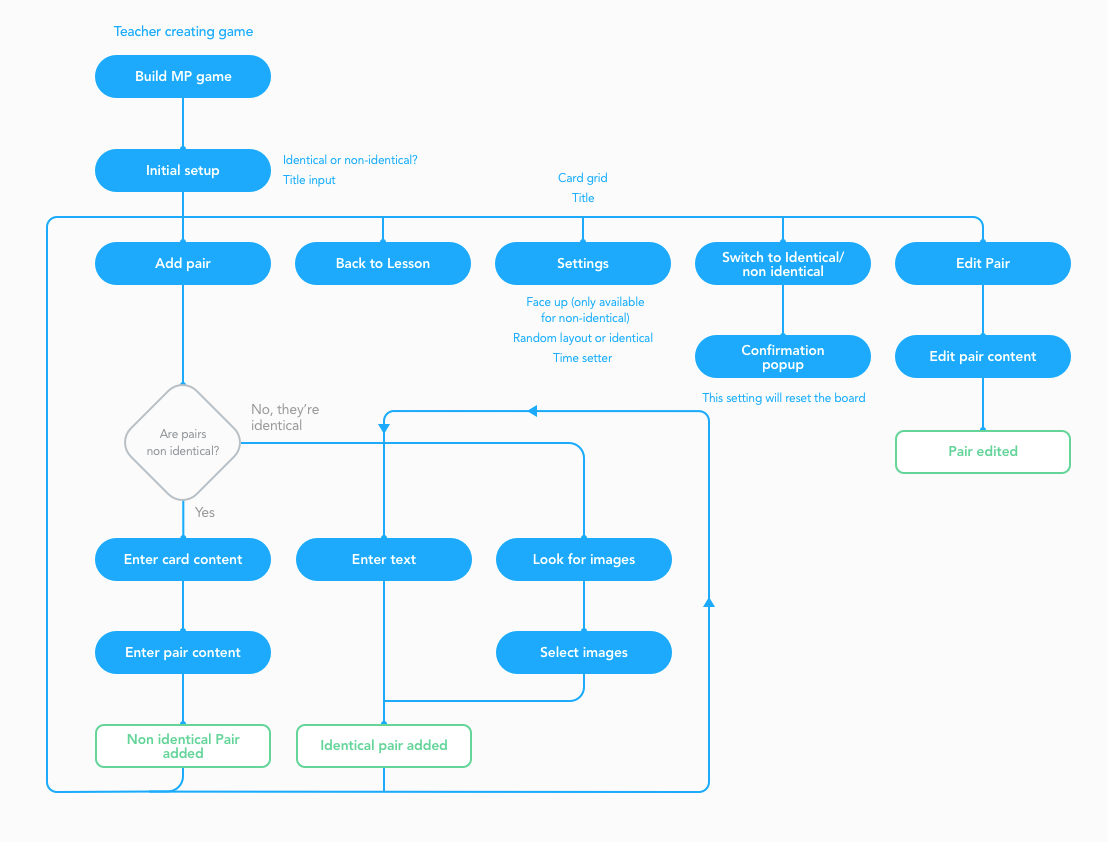 Teacher creating game
Build MP game
Initial setup
Identical or non-identical?
Title input
Card grid
Title
Add pair
Back to Lesson
Settings
Switch to Identical/
non identical
Edit Pair
Face up (only available
for non-identical)
Random layout or identical
Time setter
Confirmation
popup
Edit pair content
This setting will reset the board
No, they’re
identical
Are pairs
non identical?
Pair edited
Yes
Enter card content
Enter text
Look for images
Enter pair content
Select images
Non identical Pair
added
Identical pair added